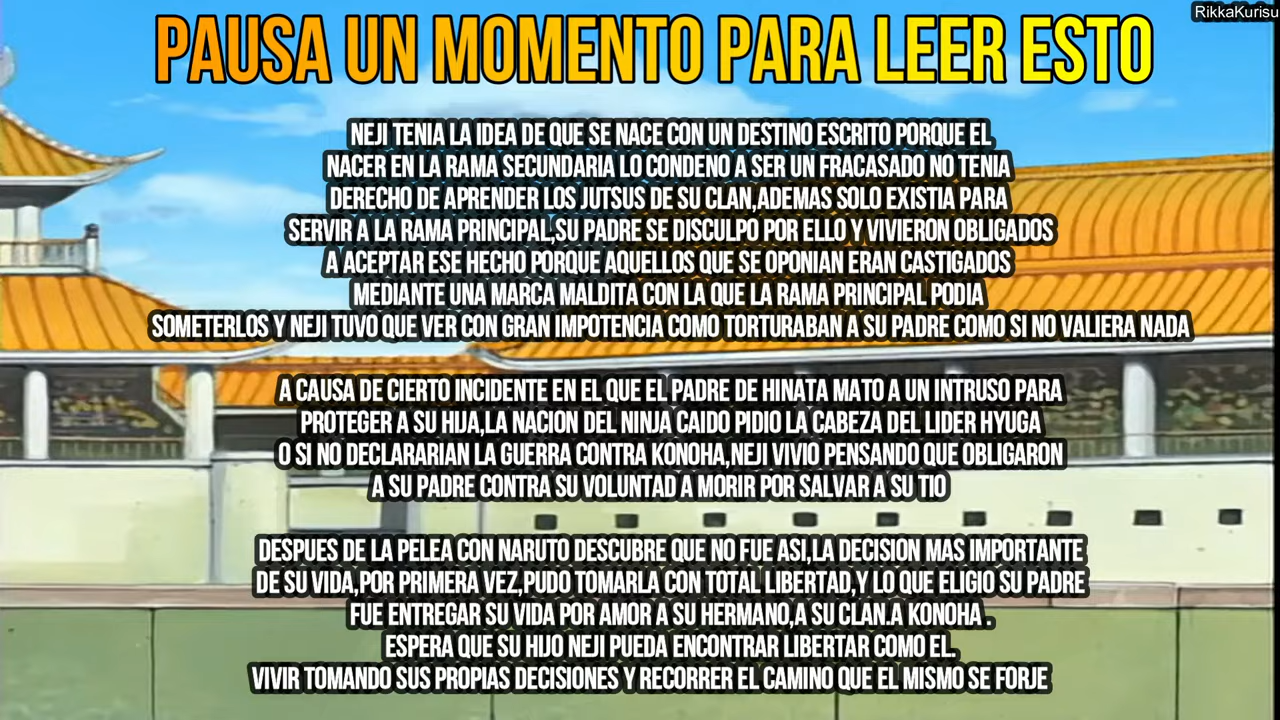 RikkaKurisu
PAUSA UN MOMENTO PARA LEER ESTO
NEJI TENIA LA IDEA DE QUE SE NACE CON UN DESTINO ESCRITO PORQUE EL
NACER EN LA RAMA SECUNDARIA LO CONDENO A SER UN FRACASADO NO TENIA
DERECHO DE APRENDER LOS JUTSUS DE SU CLAN,ADEMAS SOLO EXISTIA PARA
SERVIR A LA RAMA PRINCIPAL,SU PADRE SE DISCULPO POR ELLO Y VIVIERON OBLIGADOS
A ACEPTAR ESE HECHO PORQUE AQUELLOS QUE SE OPONIAN ERAN CASTIGADOS
MEDIANTE UNA MARCA MALDITA CON LA QUE LA RAMA PRINCIPAL PODIA
SOMETERLOS Y NEJI TUVO QUE VER CON GRAN IMPOTENCIA COMO TORTURABAN A SU PADRE COMO SI NO VALIERA NADA
A CAUSA DE CIERTO INCIDENTE EN EL QUE EL PADRE DE HINATA MATO A UN INTRUSO PARA
PROTEGER A SU HIJA,LA NACION DEL NINJA CAIDO PIDIO LA CABEZA DEL LIDER HYUGA
O SI NO DECLARARIAN LA GUERRA CONTRA KONOHA,NEJI VIVIO PENSANDO QUE OBLIGARON
A SU PADRE CONTRA SU VOLUNTAD A MORIR POR SALVAR A SU TIO
DESPUES DE LA PELEA CON NARUTO DESCUBRE QUE NO FUE ASI,LA DECISION MAS IMPORTANTE
DE SU VIDA,POR PRIMERA VEZ,PUDO TOMARLA CON TOTAL LIBERTAD,Y LO QUE ELIGIO SU PADRE
FUE ENTREGAR SU VIDA POR AMOR A SU HERMANO,A SU CLAN.A KONOHA .
ESPERA QUE SU HIJO NEJI PUEDA ENCONTRAR LIBERTAR COMO EL.
VIVIR TOMANDO SUS PROPIAS DECISIONES Y RECORRER EL CAMINO QUE EL MISMO SE FORJE